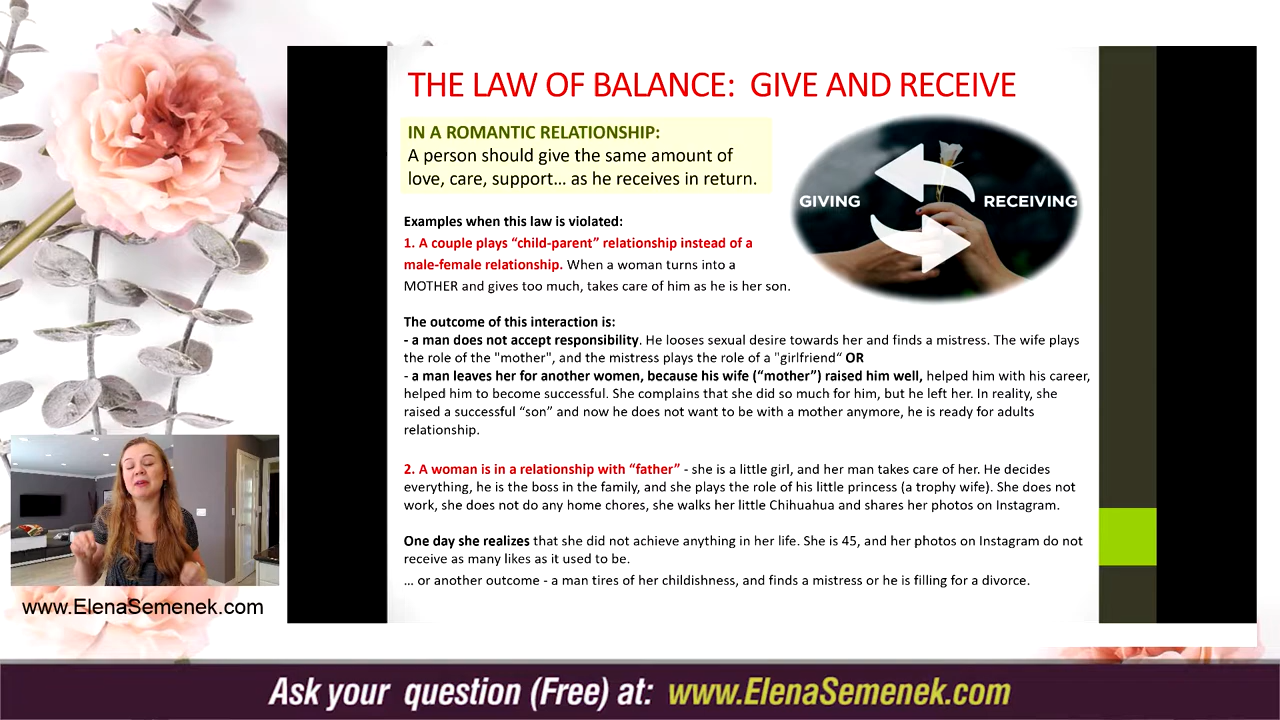 THE LAW OF BALANCE: GIVE AND RECEIVE
IN A ROMANTIC RELATIONSHIP:
A person should give the same amount of
love, care, support... as he receives in return.
GIVING
RECEIVING
Examples when this law is violated:
1. A couple plays “child-parent” relationship instead of a
male-female relationship. When a woman turns into a
MOTHER and gives too much, takes care of him as he is her son.
The outcome of this interaction is:
- a man does not accept responsibility. He looses sexual desire towards her and finds a mistress. The wife plays
the role of the "mother", and the mistress plays the role of a "girlfriend“ OR
- a man leaves her for another women, because his wife (“mother”) raised him well, helped him with his career,
helped him to become successful. She complains that she did so much for him, but he left her. In reality, she
raised a successful “son” and now he does not want to be with a mother anymore, he is ready for adults
relationship.
2. A woman is in a relationship with “father” - she is a little girl, and her man takes care of her. He decides
everything, he is the boss in the family, and she plays the role of his little princess (a trophy wife). She does not
work, she does not do any home chores, she walks her little Chihuahua and shares her photos on Instagram.
One day she realizes that she did not achieve anything in her life. She is 45, and her photos on Instagram do not
receive as many likes as it used to be.
... or another outcome - a man tires of her childishness, and finds a mistress or he is filling for a divorce.
www.ElenaSemenek.com
Ask your question (Free) at: www.ElenaSemenek.com